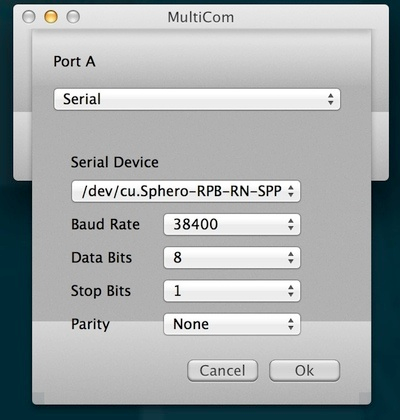 MultiCom
Port A
Serial
Serial Device
/dev/cu.Sphero-RPB-RN-SPP
Baud Rate 38400
Data Bits 8
Stop Bits 1
Parity None
Cancel Ok